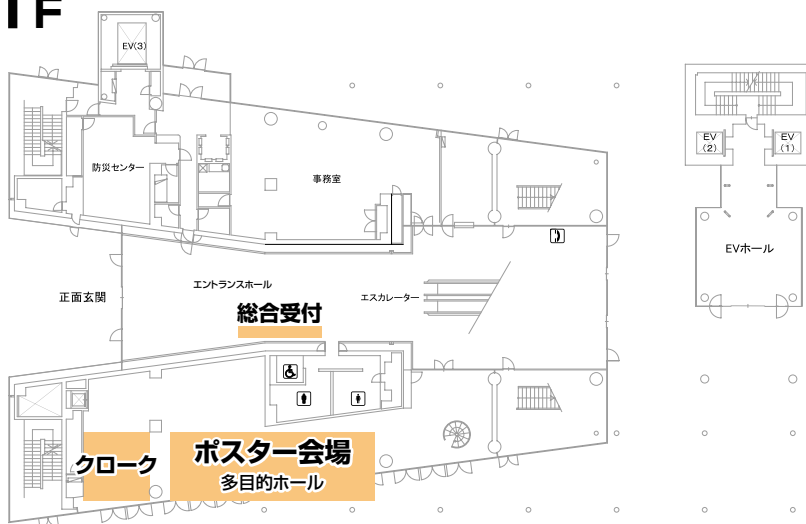 1F
EV(3)
防災センター
事務室
EV
(2)
EV
(1)
EVホール
正面玄関
エントランスホール
総合受付
エスカレーター
クローク
ポスター会場
多目的ホール